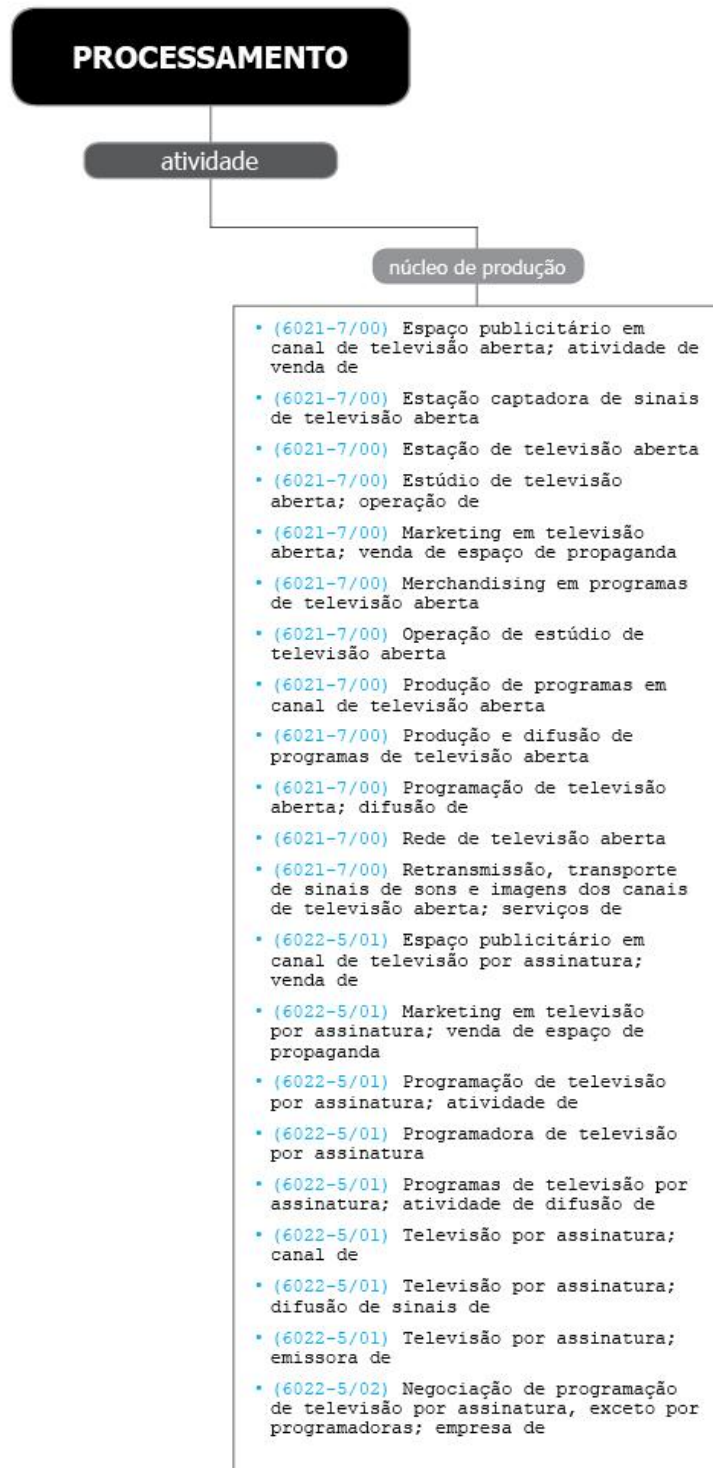 PROCESSAMENTO
atividade
núcleo de produção
• (6021-7/00) Espaço publicitário em
canal de televisão aberta; atividade de
venda de
• (6021-7/00) Estação captadora de sinais
de televisão aberta
• (6021-7/00) Estação de televisão aberta
• (6021-7/00) Estúdio de televisão
aberta; operação de
• (6021-7/00) Marketing em televisão
aberta; venda de espaço de propaganda
• (6021-7/00) Merchandising em programas
de televisão aberta
• (6021-7/00) Operação de estúdio de
televisão aberta
• (6021-7/00) Produção de programas em
canal de televisão aberta
• (6021-7/00) Produção e difusão de
programas de televisão aberta
• (6021-7/00) Programação de televisão
aberta; difusão de
• (6021-7/00) Rede de televisão aberta
• (6021-7/00) Retransmissão, transporte
de sinais de sons e imagens dos canais
de televisão aberta; serviços de
• (6022-5/01) Espaço publicitário em
canal de televisão por assinatura;
venda de
• (6022-5/01) Marketing em televisão
por assinatura; venda de espaço de
propaganda
• (6022-5/01) Programação de televisão
por assinatura; atividade de
• (6022-5/01) Programadora de televisão
por assinatura
• (6022-5/01) Programas de televisão por
assinatura; atividade de difusão de
• (6022-5/01) Televisão por assinatura;
canal de
• (6022-5/01) Televisão por assinatura;
difusão de sinais de
• (6022-5/01) Televisão por assinatura;
emissora de
• (6022-5/02) Negociação de programação
de televisão por assinatura, exceto por
programadoras; empresa de